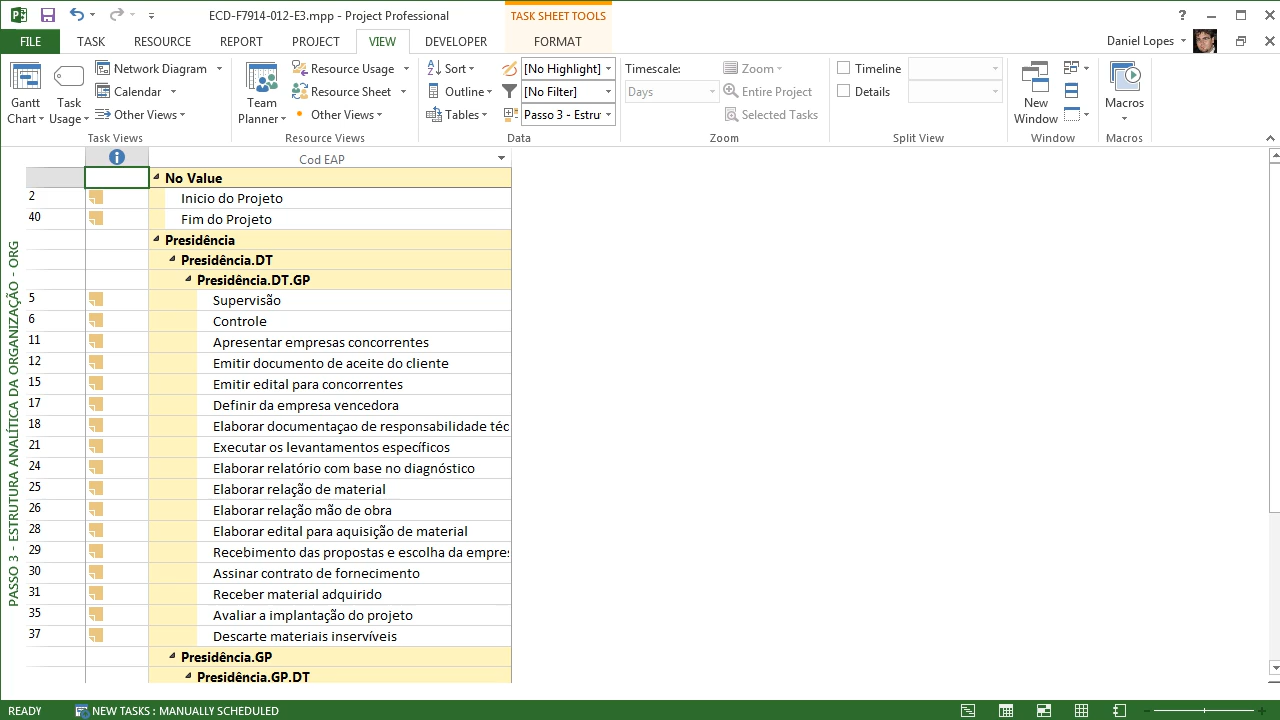 ECD-F7914-012-E3.mpp - Project Professional
TASK SHEET TOOLS
?
FILE TASK RESOURCE REPORT PROJECT VIEW DEVELOPER FORMAT
Daniel Lopes
Gantt Chart
Task Usage
Network Diagram
Calendar
Other Views
Task Views
Team Planner
Resource Usage
Resource Sheet
Other Views
Resource Views
Sort
Outline
Tables
[No Highlight]
[No Filter]
Passo 3 - Estru
Data
Timescale:
Days
Zoom
Entire Project
Selected Tasks
Zoom
Timeline
Details
Split View
New Window
Window
Macros
Macros
Cod EAP
No Value
2 Inicio do Projeto
40 Fim do Projeto
Presidência
Presidência.DT
Presidência.DT.GP
5 Supervisão
6 Controle
11 Apresentar empresas concorrentes
12 Emitir documento de aceite do cliente
15 Emitir edital para concorrentes
17 Definir da empresa vencedora
18 Elaborar documentaçao de responsabilidade téc
21 Executar os levantamentos específicos
24 Elaborar relatório com base no diagnóstico
25 Elaborar relação de material
26 Elaborar relação mão de obra
28 Elaborar edital para aquisição de material
29 Recebimento das propostas e escolha da empre
30 Assinar contrato de fornecimento
31 Receber material adquirido
35 Avaliar a implantação do projeto
37 Descarte materiais inservíveis
Presidência.GP
Presidência.GP.DT
PASSO 3 - ESTRUTURA ANALÍTICA DA ORGANIZAÇÃO - ORG
READY NEW TASKS : MANUALLY SCHEDULED